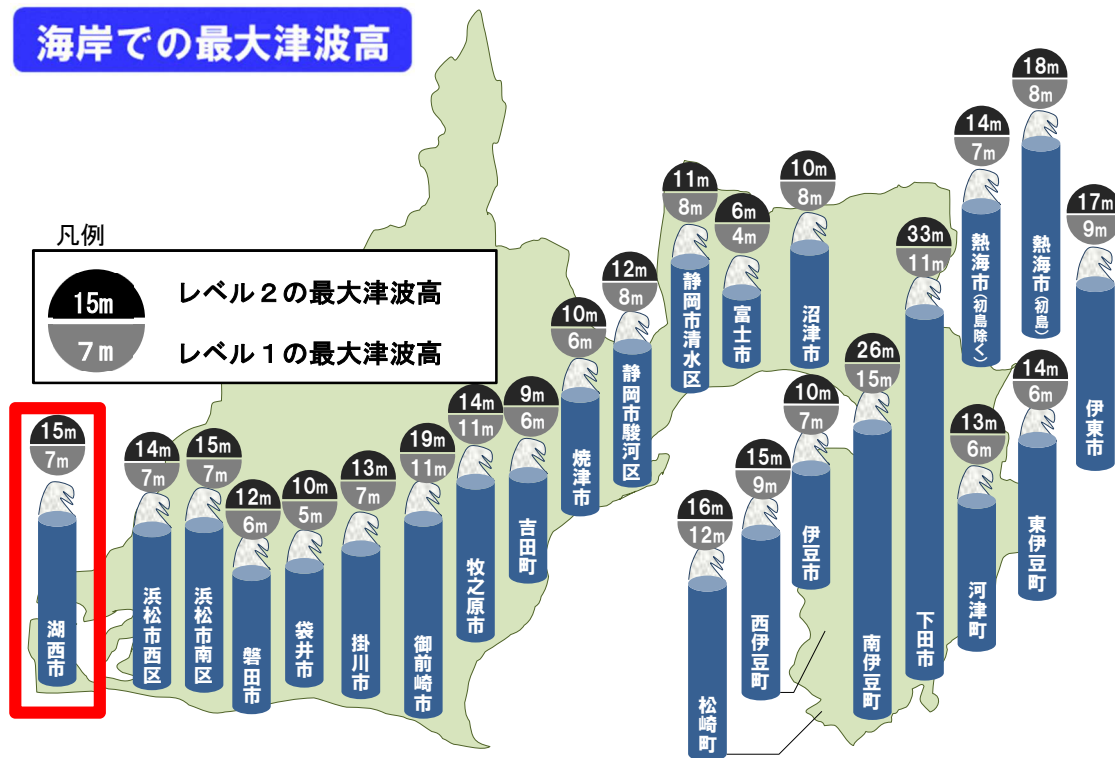 海岸での最大津波高
凡例
15m
レベル２の最大津波高
７m
レベル１の最大津波高
15m
7m
湖西市
14m
7m
浜松市西区
15m
7m
浜松市南区
12m
6m
磐田市
10m
5m
袋井市
13m
7m
掛川市
19m
11m
御前崎市
14m
11m
牧之原市
9m
6m
吉田町
10m
6m
焼津市
12m
8m
静岡市駿河区
11m
8m
静岡市清水区
6m
4m
富士市
10m
8m
沼津市
10m
7m
伊豆市
15m
9m
西伊豆町
16m
12m
松崎町
26m
15m
南伊豆町
33m
11m
下田市
13m
6m
河津町
14m
6m
東伊豆町
17m
9m
伊東市
14m
7m
熱海市（初島除く）
18m
8m
熱海市（初島）